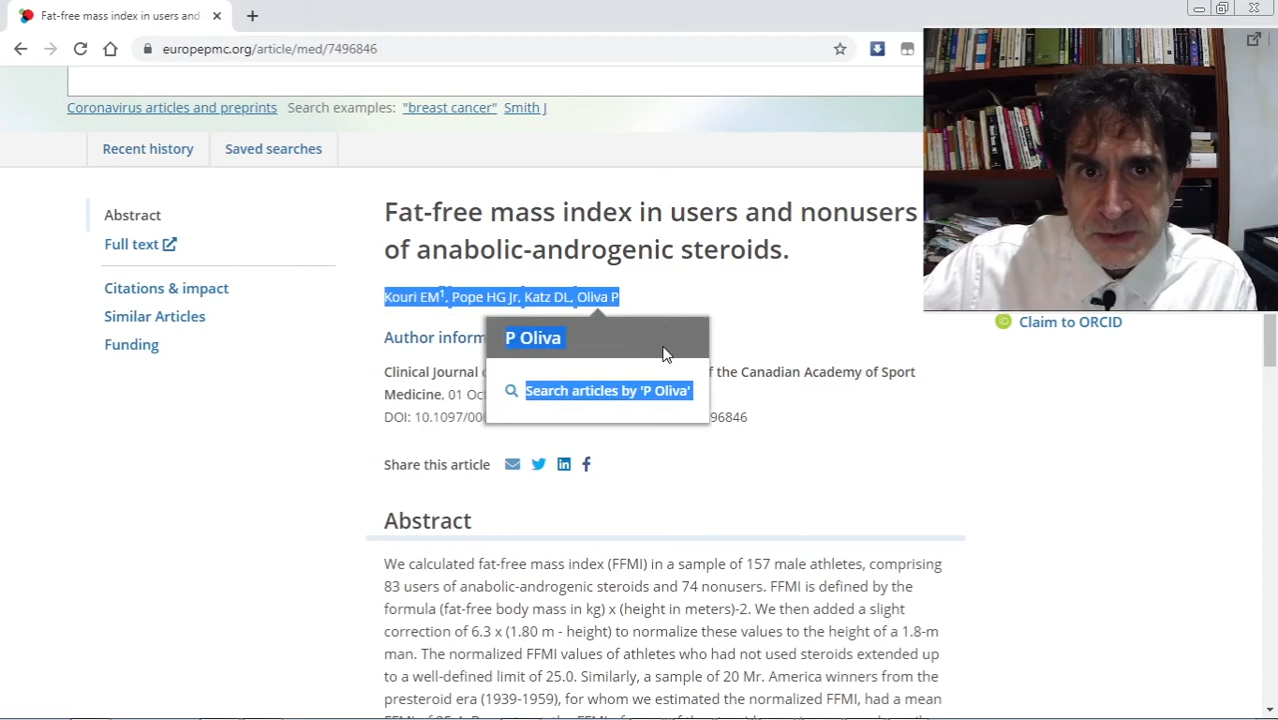 Fat-free mass index in users and
europepmc.org/article/med/7496846
Coronavirus articles and preprints Search examples: "breast cancer" Smith J
Recent history Saved searches
Abstract
Full text
Citations & impact
Similar Articles
Funding
Fat-free mass index in users and nonusers
of anabolic-androgenic steroids.
Kouri EM1, Pope HG Jr, Katz DL, Oliva P
P Oliva
Search articles by 'P Oliva'
Author inform
Clinical Journal of the Canadian Academy of Sport
Medicine, 01 Oc
DOI: 10.1097/00 96846
Claim to ORCID
Share this article
Abstract
We calculated fat-free mass index (FFMI) in a sample of 157 male athletes, comprising
83 users of anabolic-androgenic steroids and 74 nonusers. FFMI is defined by the
formula (fat-free body mass in kg) x (height in meters)-2. We then added a slight
correction of 6.3 x (1.80 m - height) to normalize these values to the height of a 1.8-m
man. The normalized FFMI values of athletes who had not used steroids extended up
to a well-defined limit of 25.0. Similarly, a sample of 20 Mr. America winners from the
presteroid era (1939-1959), for whom we estimated the normalized FFMI, had a mean